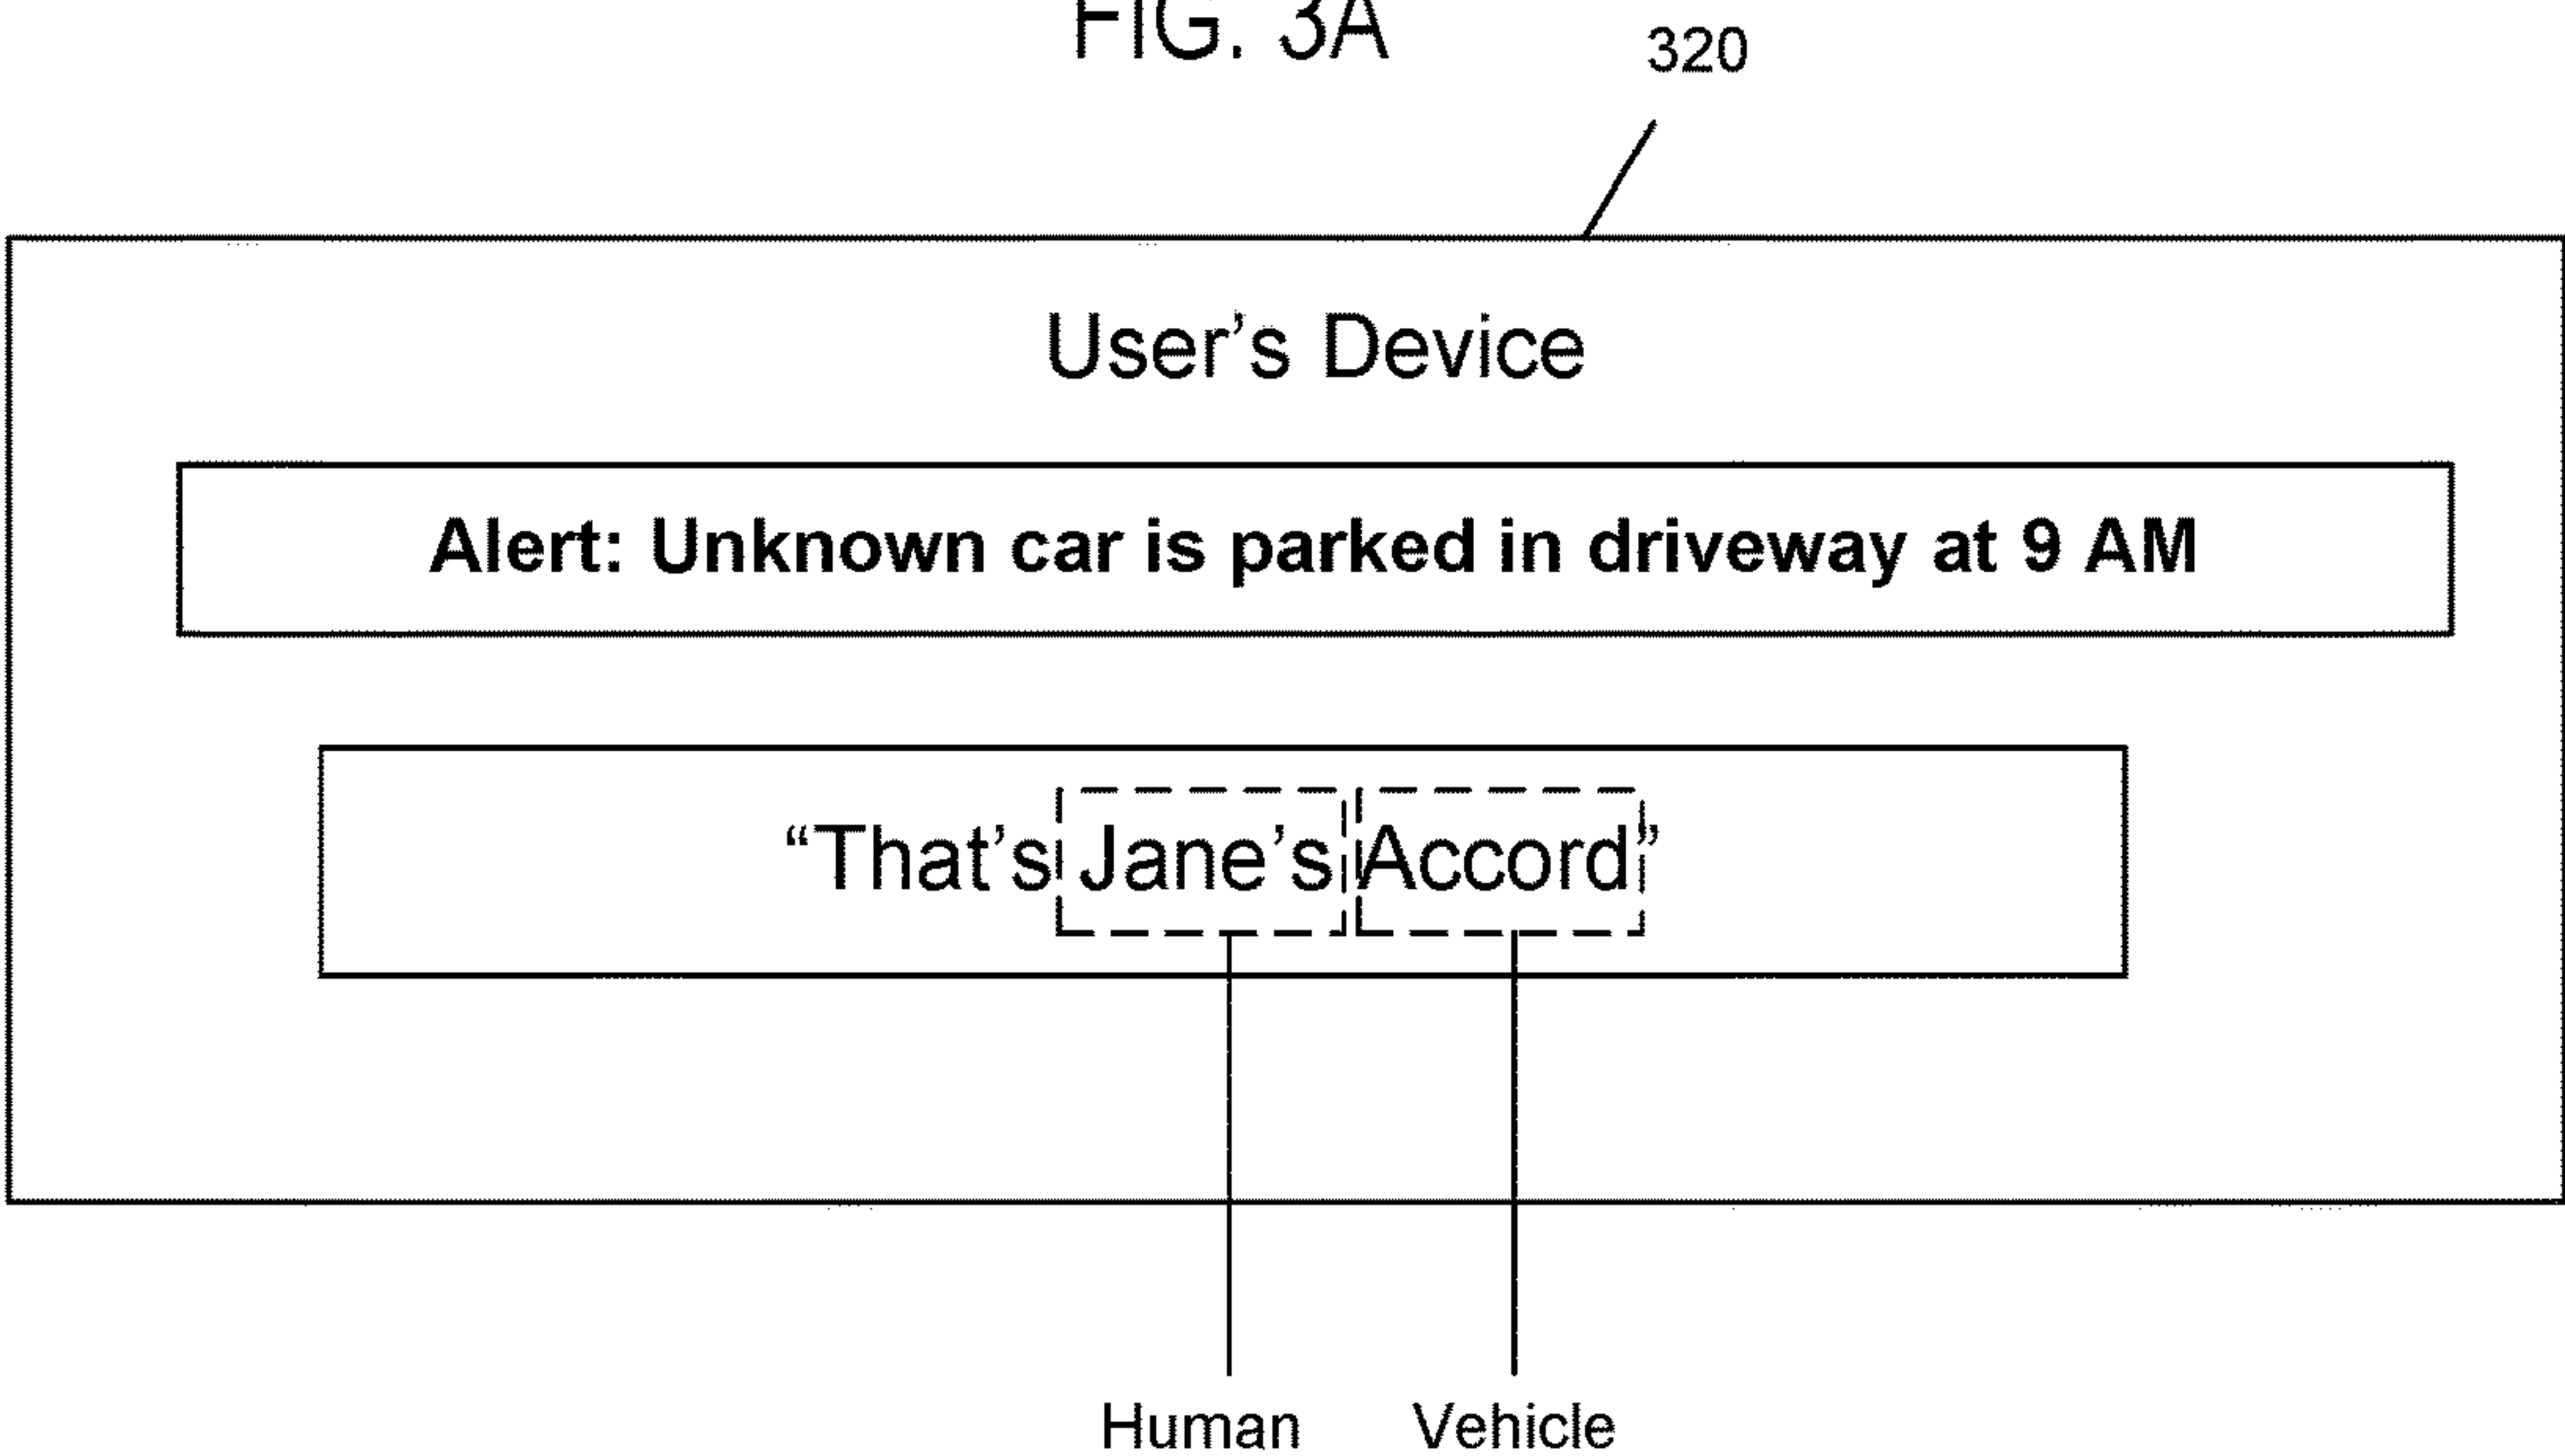 FIG. 3A
320
User’s Device
Alert: Unknown car is parked in driveway at 9 AM
“That’s Jane’s Accord”
Human Vehicle